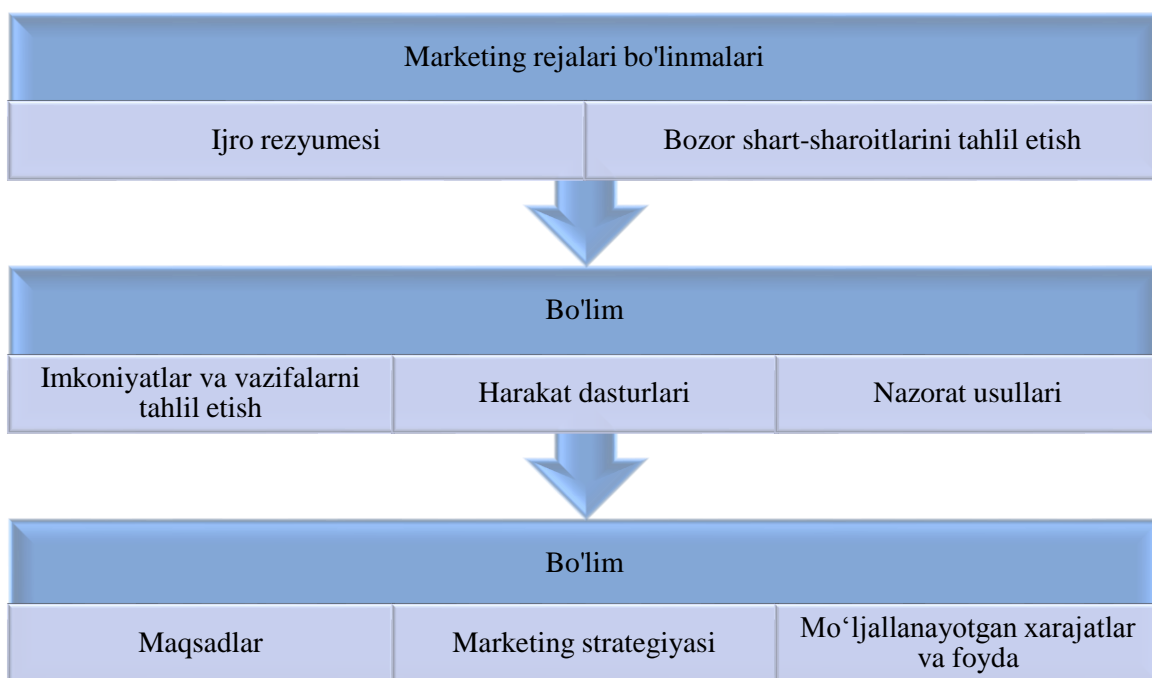 Marketing rejalari bo'linmalari
Ijro rezyumesi
Bozor shart-sharoitlarini tahlil etish
Bo'lim
Imkoniyatlar va vazifalarni
tahlil etish
Harakat dasturlari
Nazorat usullari
Bo'lim
Maqsadlar
Marketing strategiyasi
Mo‘ljallanayotgan xarajatlar
va foyda